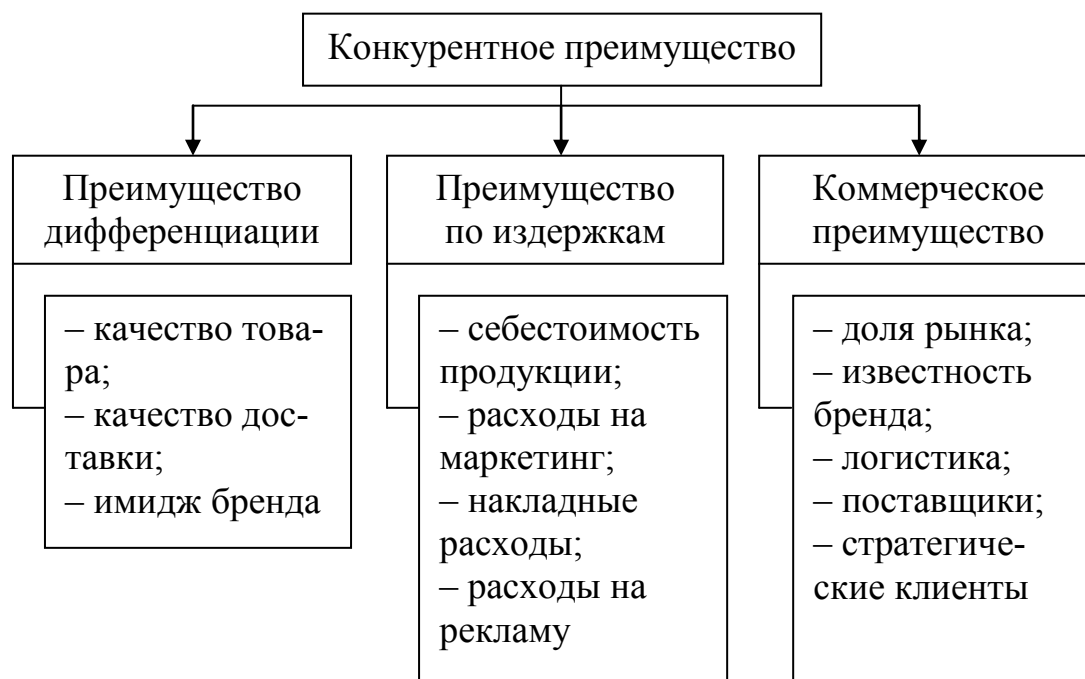 Конкурентное преимущество
Преимущество
дифференциации
– качество това-
ра;
– качество дос-
тавки;
– имидж бренда
Преимущество
по издержкам
– себестоимость
продукции;
– расходы на
маркетинг;
– накладные
расходы;
– расходы на
рекламу
Коммерческое
преимущество
– доля рынка;
– известность
бренда;
– логистика;
– поставщики;
– стратегиче-
ские клиенты